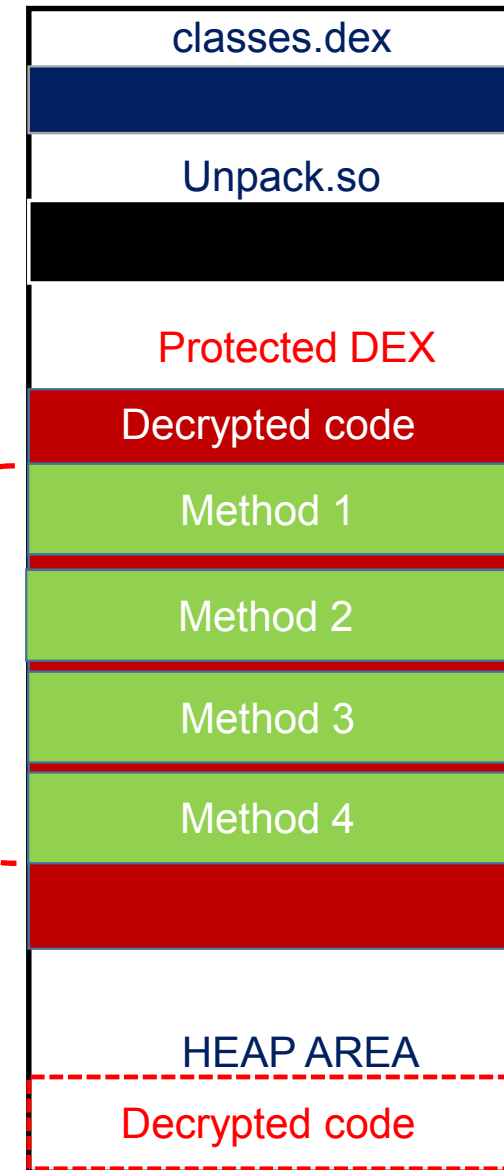 classes.dex
Unpack.so
Protected DEX
Decrypted code
Method 1
Method 2
Method 3
Method 4
HEAP AREA
Decrypted code